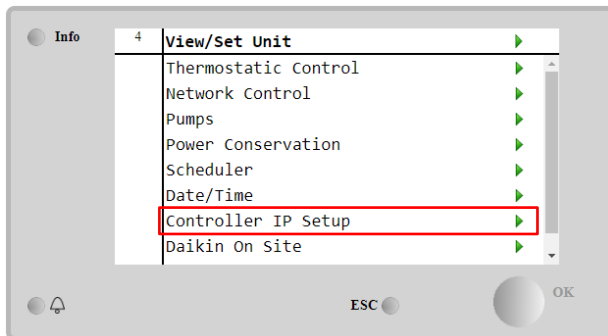 Info
4 View/Set Unit
Thermostatic Control
Network Control
Pumps
Power Conservation
Scheduler
Date/Time
Controller IP Setup
Daikin On Site
ESC
OK